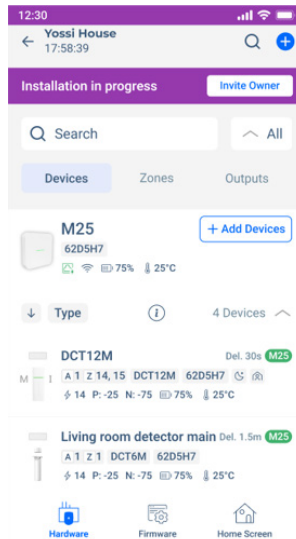 12:30
Yossi House
17:58:39
Installation in progress
Invite Owner
Search
All
Devices
Zones
Outputs
M25
+ Add Devices
62D5H7
75% 25°C
Type
i
4 Devices
DCT12M
Del. 30s M25
M I
A 1 Z 14, 15 DCT12M 62D5H7
14 P: -25 N: -75 75% 25°C
Living room detector main Del. 1.5m M25
A 1 Z 1 DCT6M 62D5H7
14 P: -25 N: -75 75% 25°C
Hardware
Firmware
Home Screen